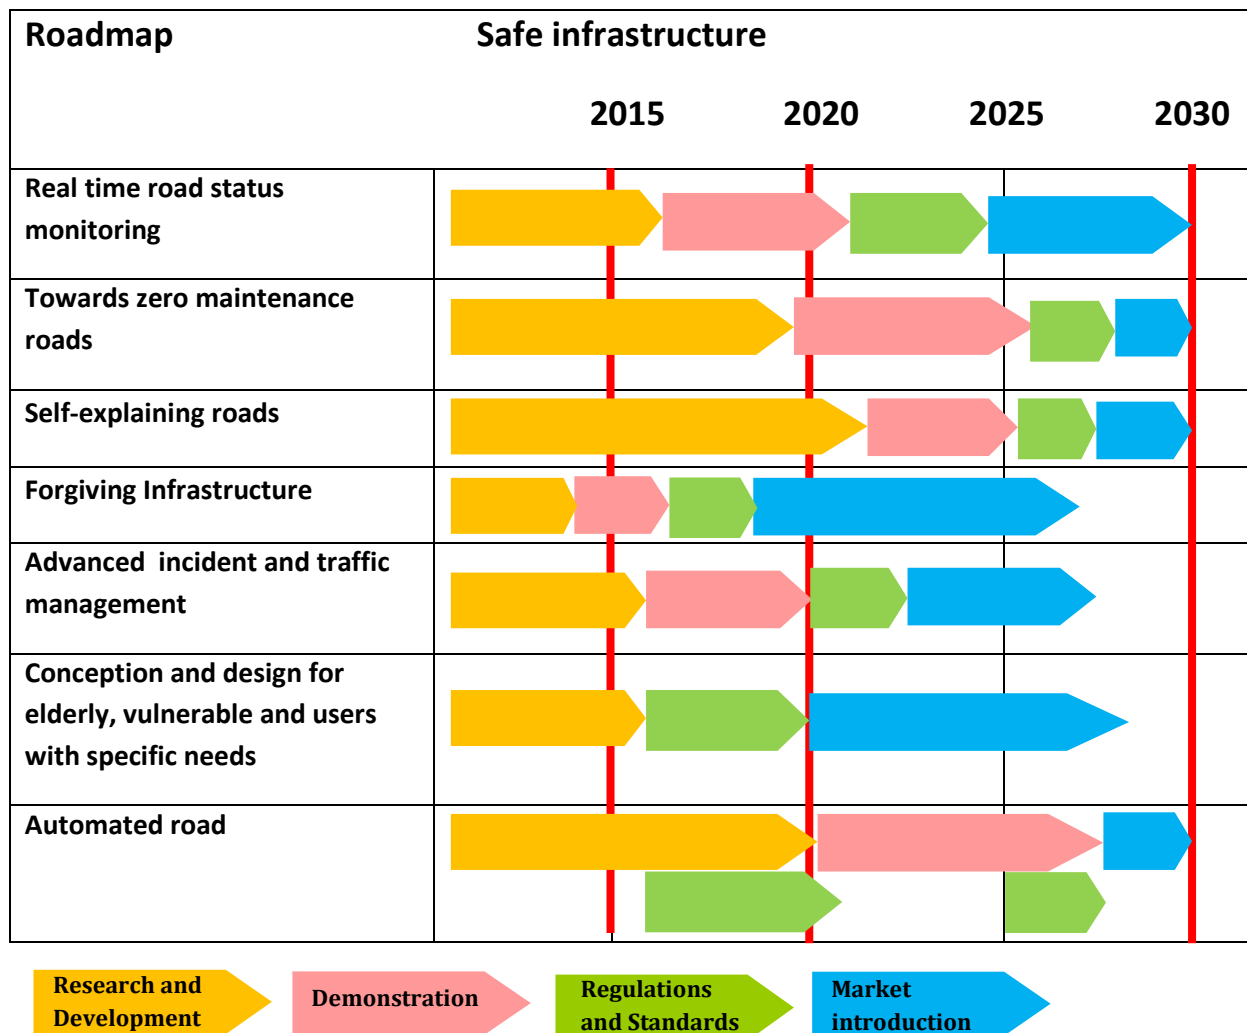 Roadmap Safe infrastructure
2015 2020 2025 2030
Real time road status
monitoring
Towards zero maintenance
roads
Self-explaining roads
Forgiving Infrastructure
Advanced incident and traffic
management
Conception and design for
elderly, vulnerable and users
with specific needs
Automated road
Research and
Development
Demonstration
Regulations
and Standards
Market
introduction